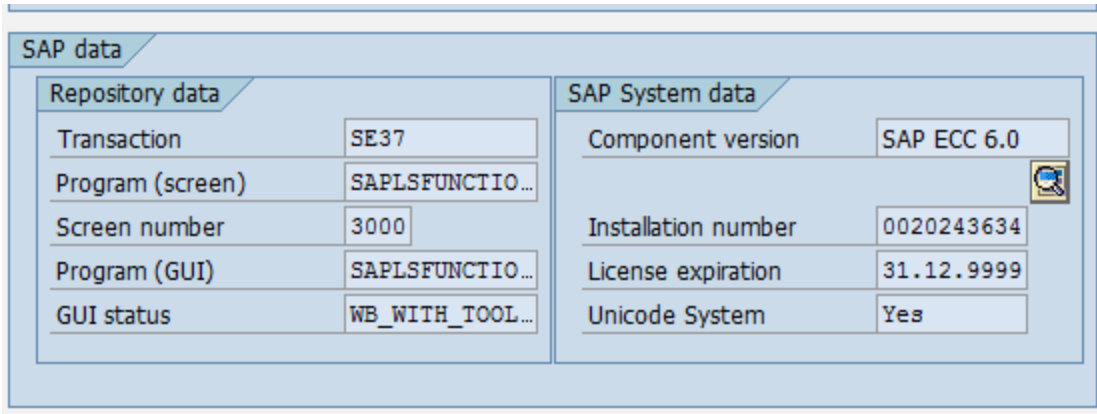 SAP data
Repository data
Transaction SE37
Program (screen) SAPLSFUNCTIO…
Screen number 3000
Program (GUI) SAPLSFUNCTIO…
GUI status WB_WITH_TOOL…
SAP System data
Component version SAP ECC 6.0
Installation number 0020243634
License expiration 31.12.9999
Unicode System Yes